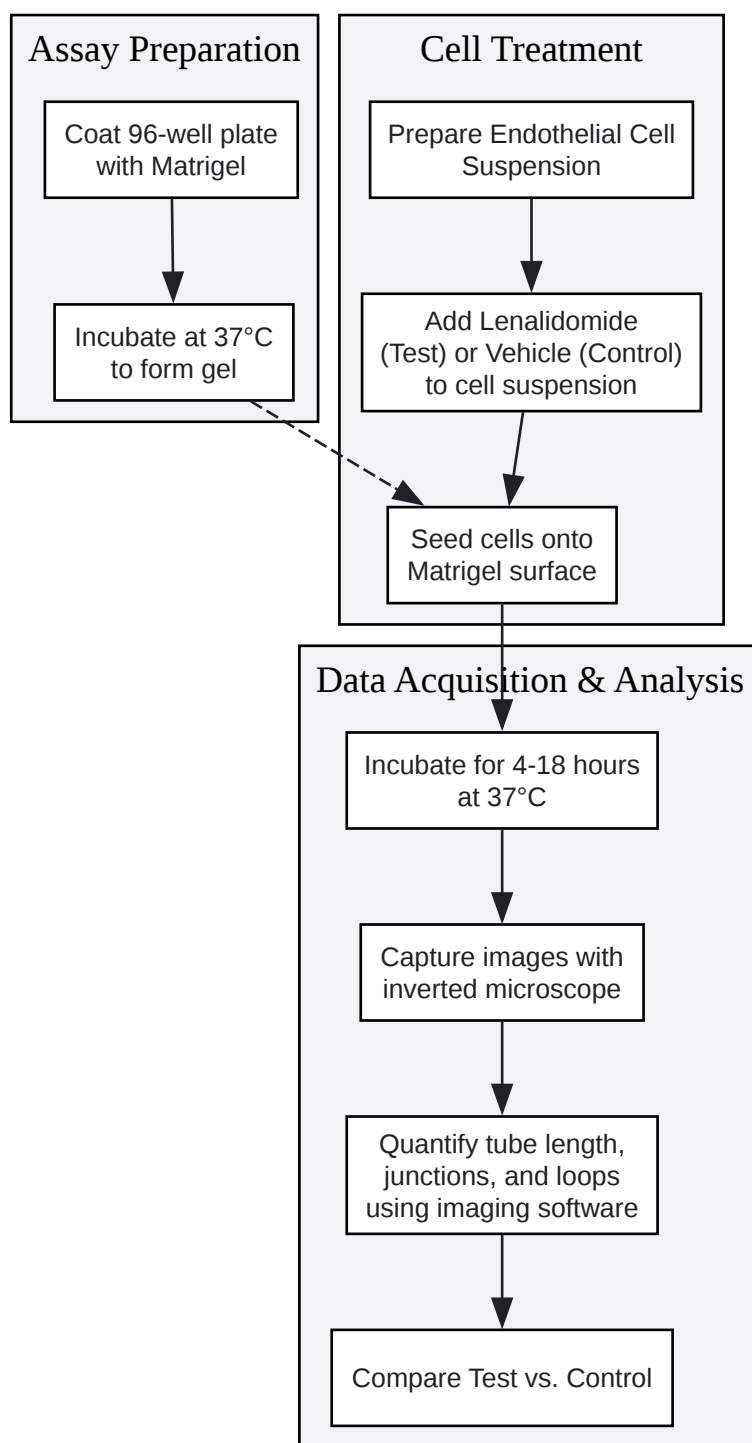 Assay Preparation
Coat 96-well plate
with Matrigel
Incubate at 37°C
to form gel
Cell Treatment
Prepare Endothelial Cell
Suspension
Add Lenalidomide
(Test) or Vehicle (Control)
to cell suspension
Seed cells onto
Matrigel surface
Data Acquisition & Analysis
Incubate for 4-18 hours
at 37°C
Capture images with
inverted microscope
Quantify tube length,
junctions, and loops
using imaging software
Compare Test vs. Control